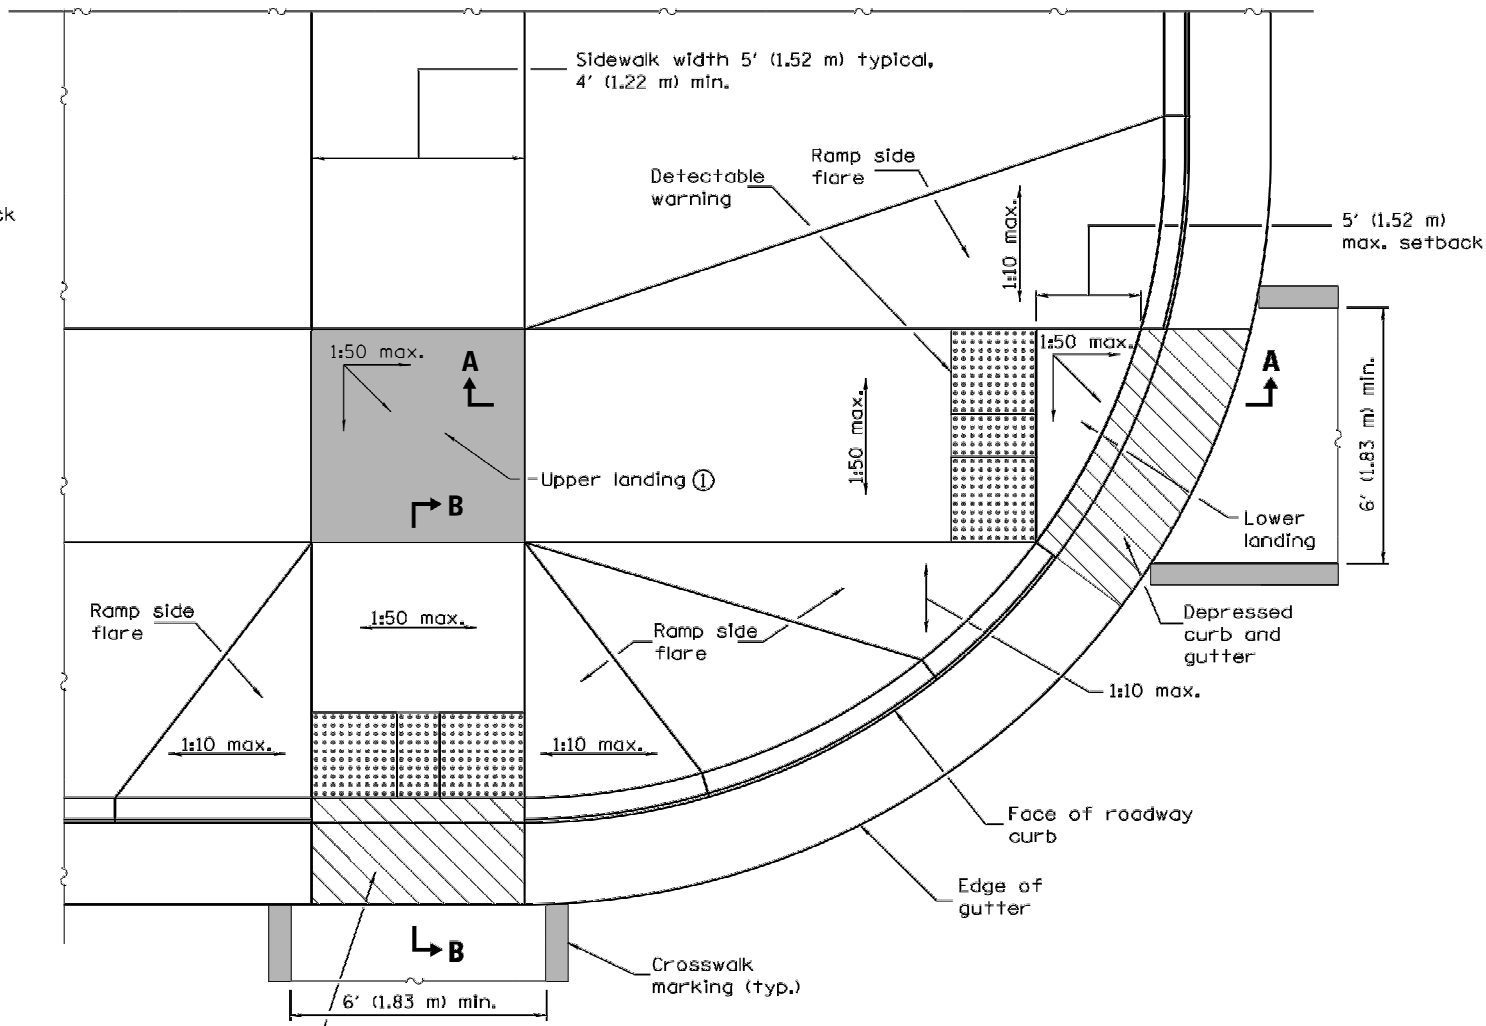 Sidewalk width 5' (1.52 m) typical,
4' (1.22 m) min.
Ramp side
flare
Detectable
warning
ck
1:10 max.
5' (1.52 m)
max. setback
1:50 max.
A
1:50 max.
A
1:50 max.
6' (1.83 m) min.
Upper landing ①
B
Lower
landing
Ramp side
flare
1:50 max.
Ramp side
flare
Depressed
curb and
gutter
1:10 max.
1:10 max.
1:10 max.
Face of roadway
curb
Edge of
gutter
B
Crosswalk
marking (typ.)
6' (1.83 m) min.